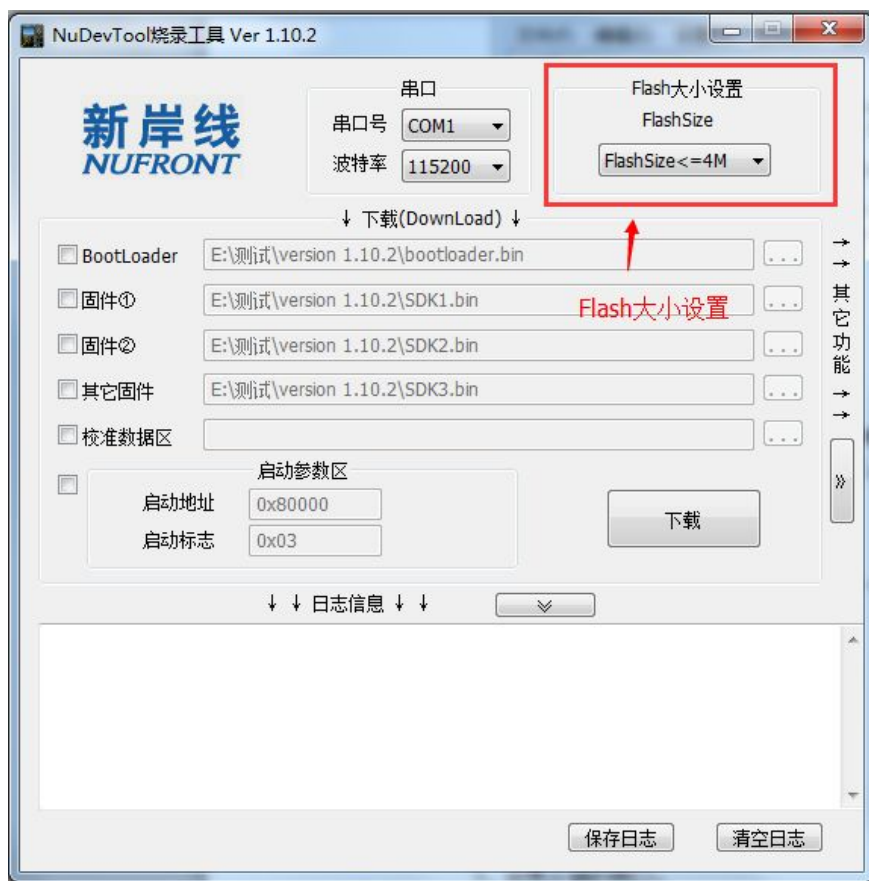 NuDevTool烧录工具 Ver 1.10.2
新岸线
NUFRONT
串口
串口号 COM1
波特率 115200
Flash大小设置
FlashSize
FlashSize<=4M
↓ 下载(DownLoad) ↓
BootLoader E:\测试\version 1.10.2\bootloader.bin ...
固件① E:\测试\version 1.10.2\SDK1.bin ...
Flash大小设置
固件② E:\测试\version 1.10.2\SDK2.bin ...
其它固件 E:\测试\version 1.10.2\SDK3.bin ...
校准数据区 ...
→→ 其它功能 →→
启动参数区
启动地址 0x80000
启动标志 0x03
下载
↓ ↓ 日志信息 ↓ ↓
保存日志 清空日志